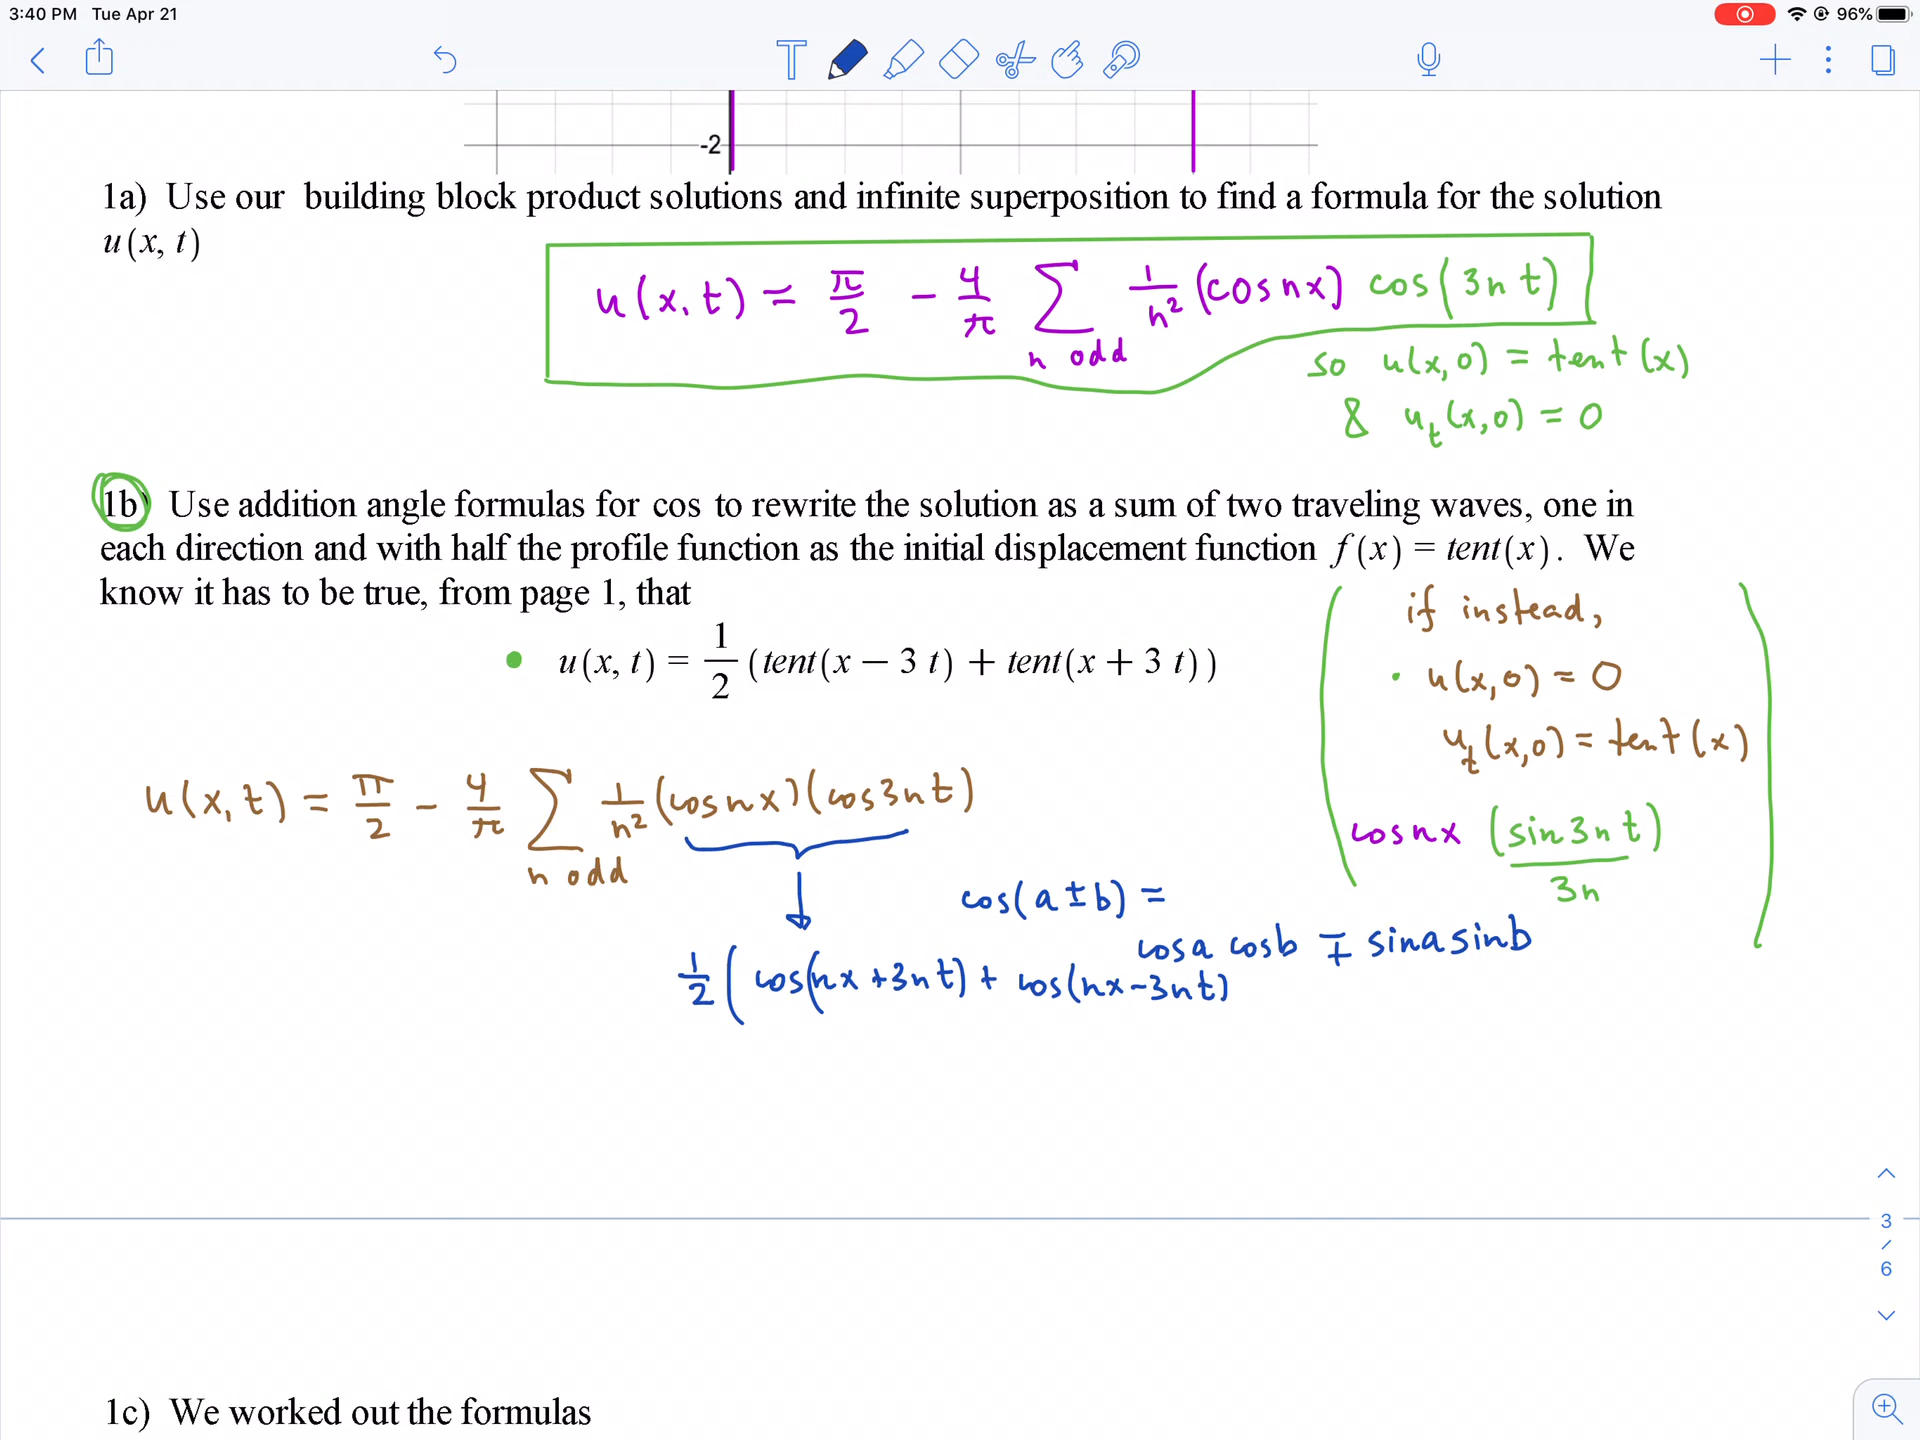 3:40 PM Tue Apr 21
96%
T
-2
1a) Use our building block product solutions and infinite superposition to find a formula for the solution
u(x, t)
u(x,t) = π/2 - 4/π ∑ n odd 1/n² (cos nx) cos(3n t)
so u(x,0) = tent(x)
& u_t(x,0) = 0
1b) Use addition angle formulas for cos to rewrite the solution as a sum of two traveling waves, one in
each direction and with half the profile function as the initial displacement function f(x) = tent(x). We
know it has to be true, from page 1, that
• u(x, t) = 1/2 (tent(x − 3 t) + tent(x + 3 t))
if instead,
• u(x,0) = 0
u_t(x,0) = tent(x)
cos nx (sin 3n t)/3n
u(x,t) = π/2 - 4/π ∑ n odd 1/n² (cos nx)(cos 3n t)
cos(a ± b) =
cos a cos b ∓ sin a sin b
1/2 ( cos(nx + 3n t) + cos(nx - 3n t)
3
/
6
1c) We worked out the formulas